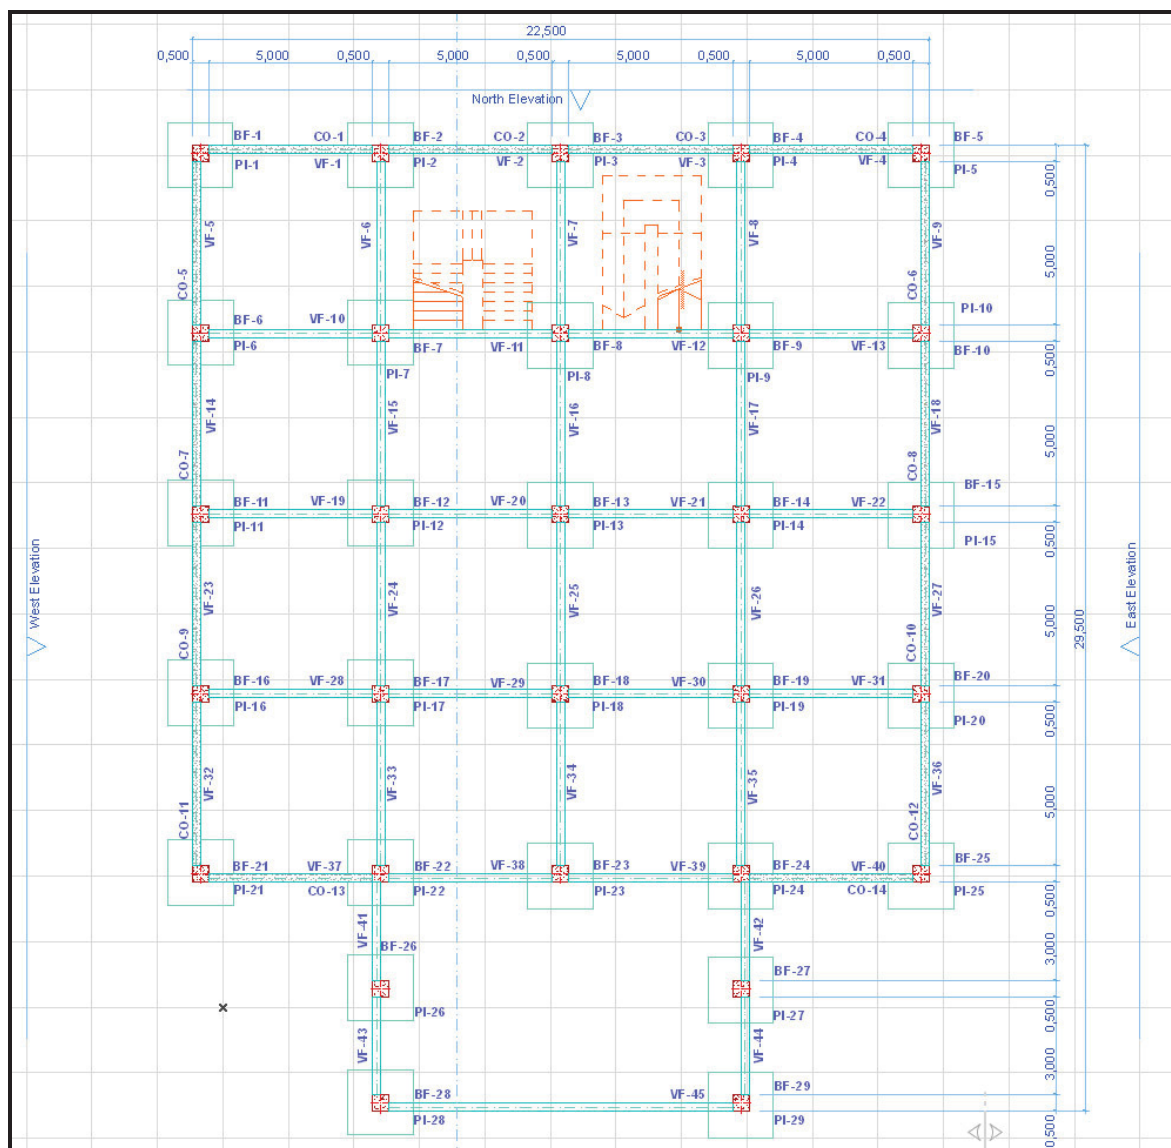 22,500
0,500 5,000 0,500 5,000 0,500 5,000 0,500 5,000 0,500
North Elevation
BF-1 CO-1 BF-2 CO-2 BF-3 CO-3 BF-4 CO-4 BF-5
PI-1 VF-1 PI-2 VF-2 PI-3 VF-3 PI-4 VF-4 PI-5
0,500
VF-5 VF-6 VF-7 VF-8 VF-9
5,000
CO-5 CO-6
PI-10
BF-6 VF-10
PI-6 BF-7 VF-11 BF-8 VF-12 BF-9 VF-13 BF-10
0,500
PI-7 PI-8 PI-9
VF-14 VF-15 VF-16 VF-17 VF-18
5,000
CO-7 CO-8
BF-15
BF-11 VF-19 BF-12 VF-20 BF-13 VF-21 BF-14 VF-22
PI-11 PI-12 PI-13 PI-14 PI-15
0,500
West Elevation
East Elevation
VF-23 VF-24 VF-25 VF-26 VF-27
5,000
29,500
CO-9 CO-10
BF-16 VF-28 BF-17 VF-29 BF-18 VF-30 BF-19 VF-31 BF-20
PI-16 PI-17 PI-18 PI-19 PI-20
0,500
VF-32 VF-33 VF-34 VF-35 VF-36
5,000
CO-11 CO-12
BF-21 VF-37 BF-22 VF-38 BF-23 VF-39 BF-24 VF-40 BF-25
PI-21 CO-13 PI-22 PI-23 PI-24 CO-14 PI-25
0,500
VF-41 VF-42
3,000
BF-26
BF-27
PI-26 PI-27
0,500
VF-43 VF-44
3,000
BF-28 VF-45 BF-29
PI-28 PI-29
0,500